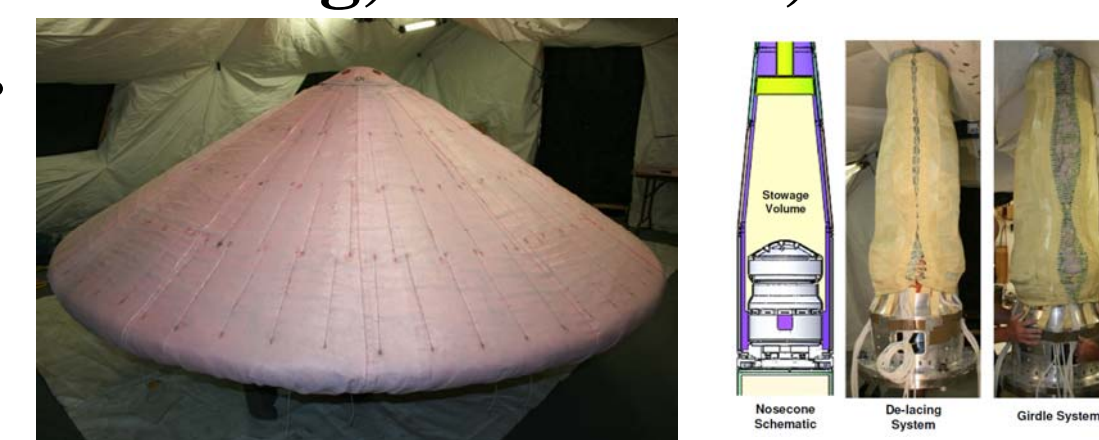 Stowage
Volume
Nosecone
Schematic
De-lacing
System
Girdle System